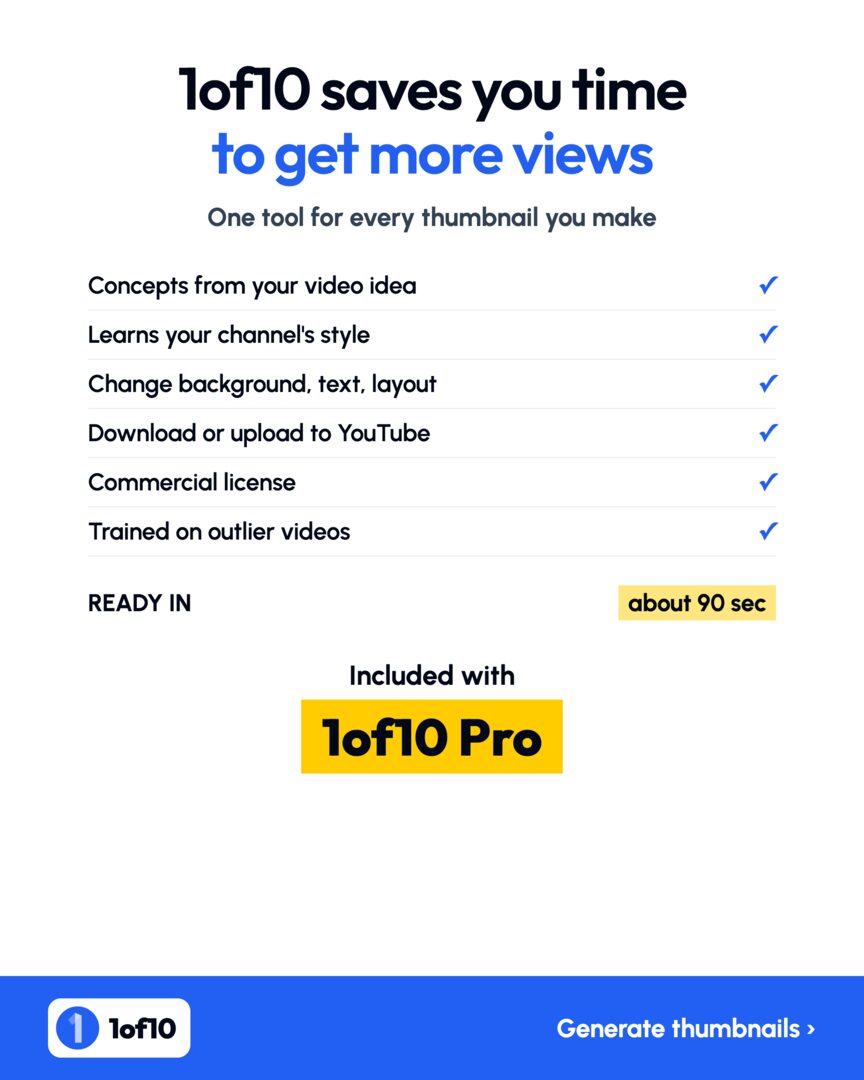 1of10 saves you time
to get more views
One tool for every thumbnail you make
Concepts from your video idea ✓
Learns your channel's style ✓
Change background, text, layout ✓
Download or upload to YouTube ✓
Commercial license ✓
Trained on outlier videos ✓
READY IN about 90 sec
Included with
1of10 Pro
1 1of10 Generate thumbnails ›